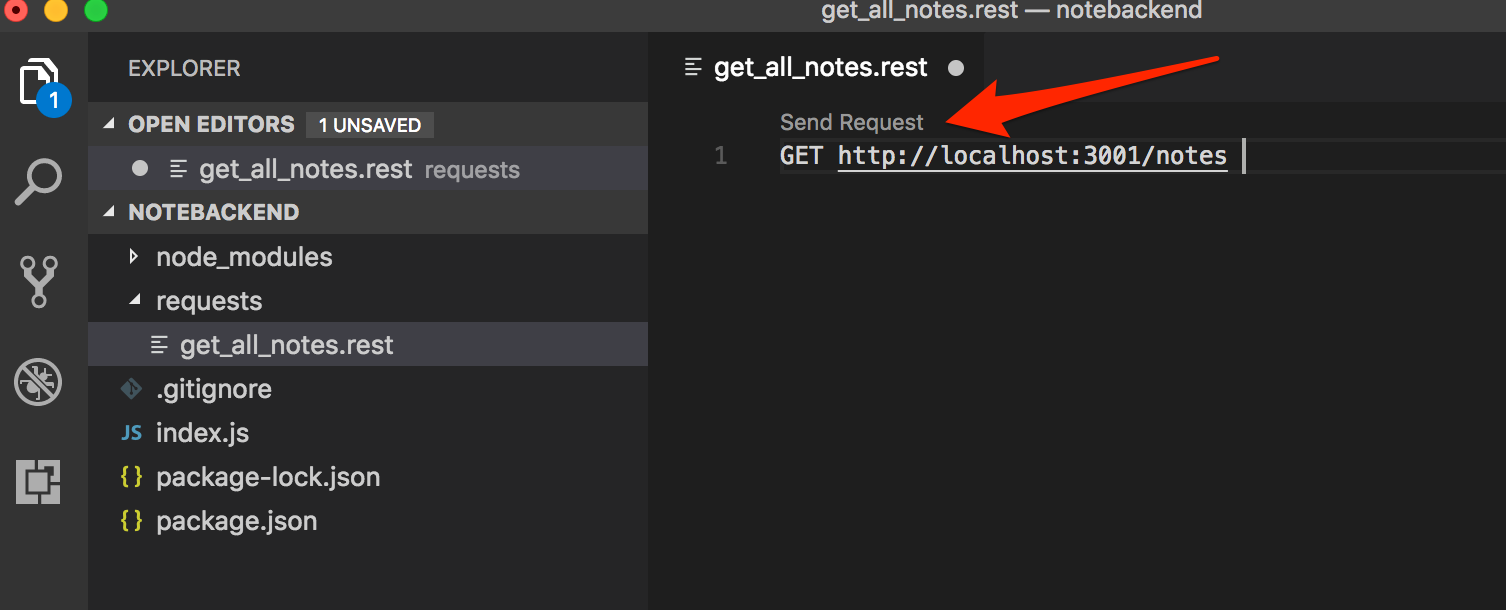 get_all_notes.rest — notebackend
1
EXPLORER
OPEN EDITORS 1 UNSAVED
get_all_notes.rest requests
NOTEBACKEND
node_modules
requests
get_all_notes.rest
.gitignore
JS index.js
{ } package-lock.json
{ } package.json
get_all_notes.rest
Send Request
1 GET http://localhost:3001/notes